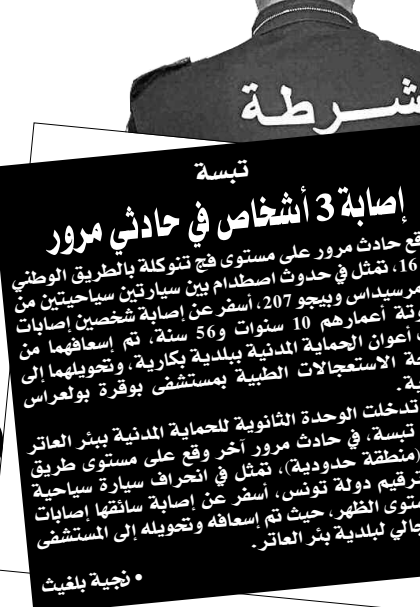 شـرطـة
تبسة
إصابة 3 أشخاص في حادثي مرور
حادث مرور على مستوى فج تنوكلة بالطريق الوطني
16، تمثل في حدوث اصطدام بين سيارتين سياحيتين من
مرسيداس وبيجو 207، أسفر عن إصابة شخصين إصابات
أعمارهم 10 سنوات و56 سنة، تم إسعافهما من
أعوان الحماية المدنية ببلدية بكارية، وتحويلهما إلى
الاستعجالات الطبية بمستشفى بوقرة بولعراس
تدخلت الوحدة الثانوية للحماية المدنية ببئر العاتر
تبسة، في حادث مرور آخر وقع على مستوى طريق
(منطقة حدودية)، تمثل في انحراف سيارة سياحية
ترقيم دولة تونس، أسفر عن إصابة سائقها إصابات
الظهر، حيث تم إسعافه وتحويله إلى المستشفى
لبلدية بئر العاتر.
• نجية بلغيث